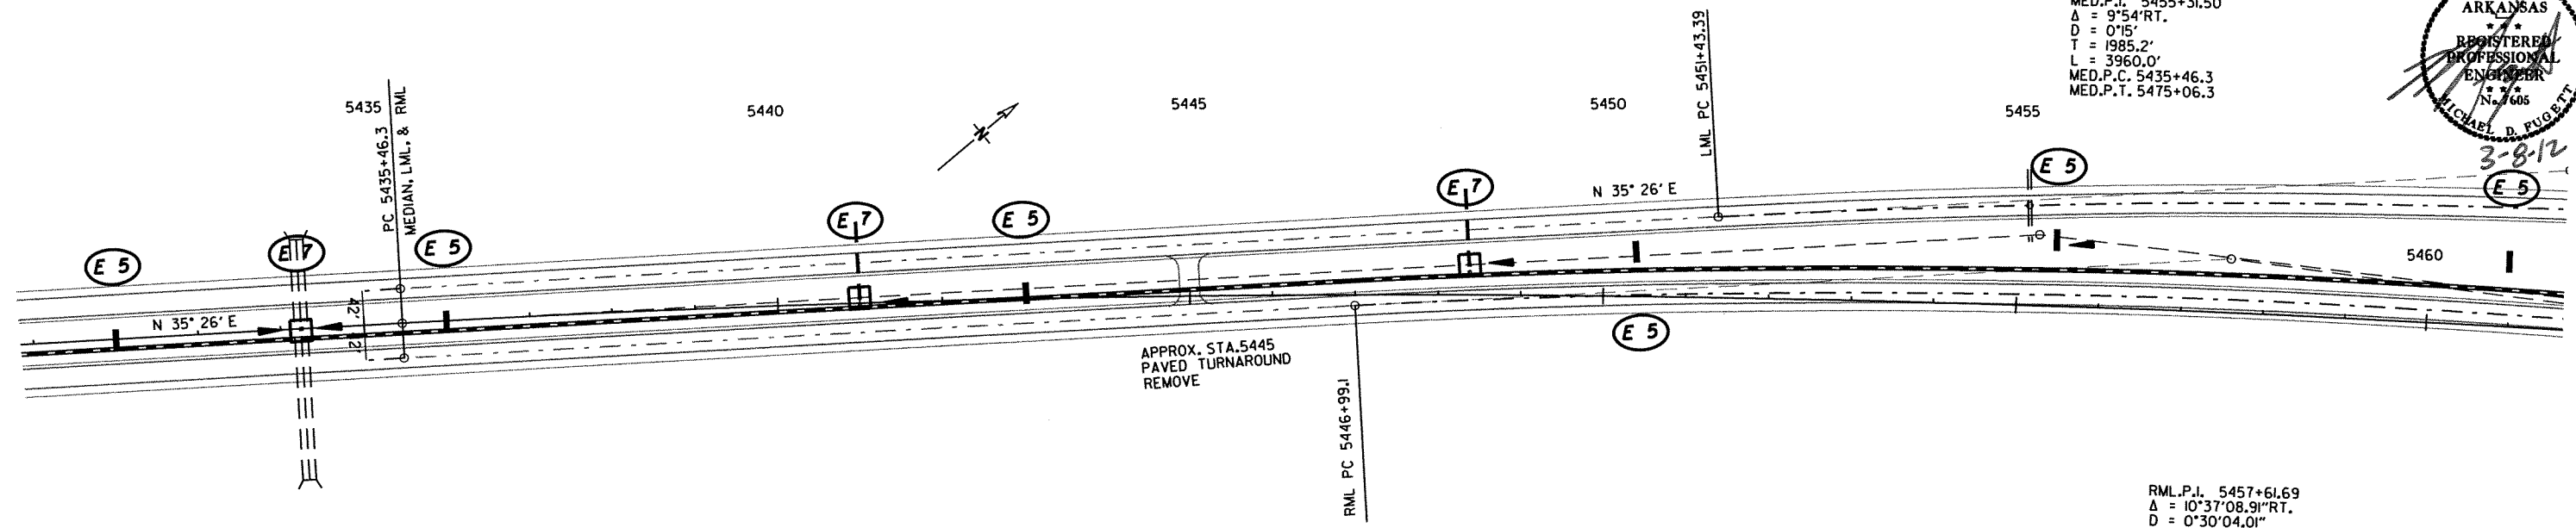 MED.P.I. 5455+31.50
Δ = 9°54'RT.
D = 0°15'
T = 1985.2'
L = 3960.0'
MED.P.C. 5435+46.3
MED.P.T. 5475+06.3
ARKANSAS
REGISTERED
PROFESSIONAL
ENGINEER
No. 7605
MICHAEL D. FUGETT
3-8-12
5435
5440
5445
5450
5455
5460
PC 5435+46.3
MEDIAN, LML, & RML
N
LML PC 5451+43.39
E 5
E 7
E 5
E 7
E 5
E 7
N 35° 26' E
E 5
E 5
N 35° 26' E
42'
42'
E 5
APPROX. STA.5445
PAVED TURNAROUND
REMOVE
RML PC 5446+99.1
RML.P.I. 5457+61.69
Δ = 10°37'08.91"RT.
D = 0°30'04.01"